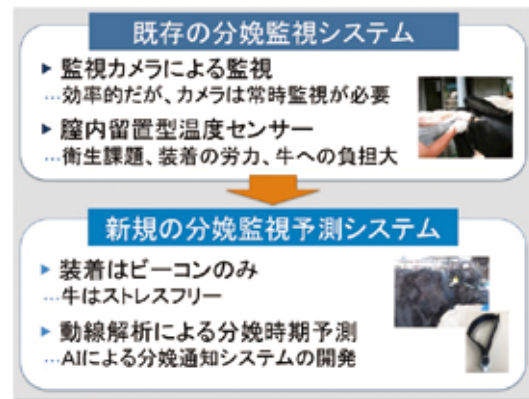 既存の分娩監視システム
▶ 監視カメラによる監視
…効率的だが、カメラは常時監視が必要
▶ 膣内留置型温度センサー
…衛生課題、装着の労力、牛への負担大
新規の分娩監視予測システム
▶ 装着はビーコンのみ
…牛はストレスフリー
▶ 動線解析による分娩時期予測
…AIによる分娩通知システムの開発